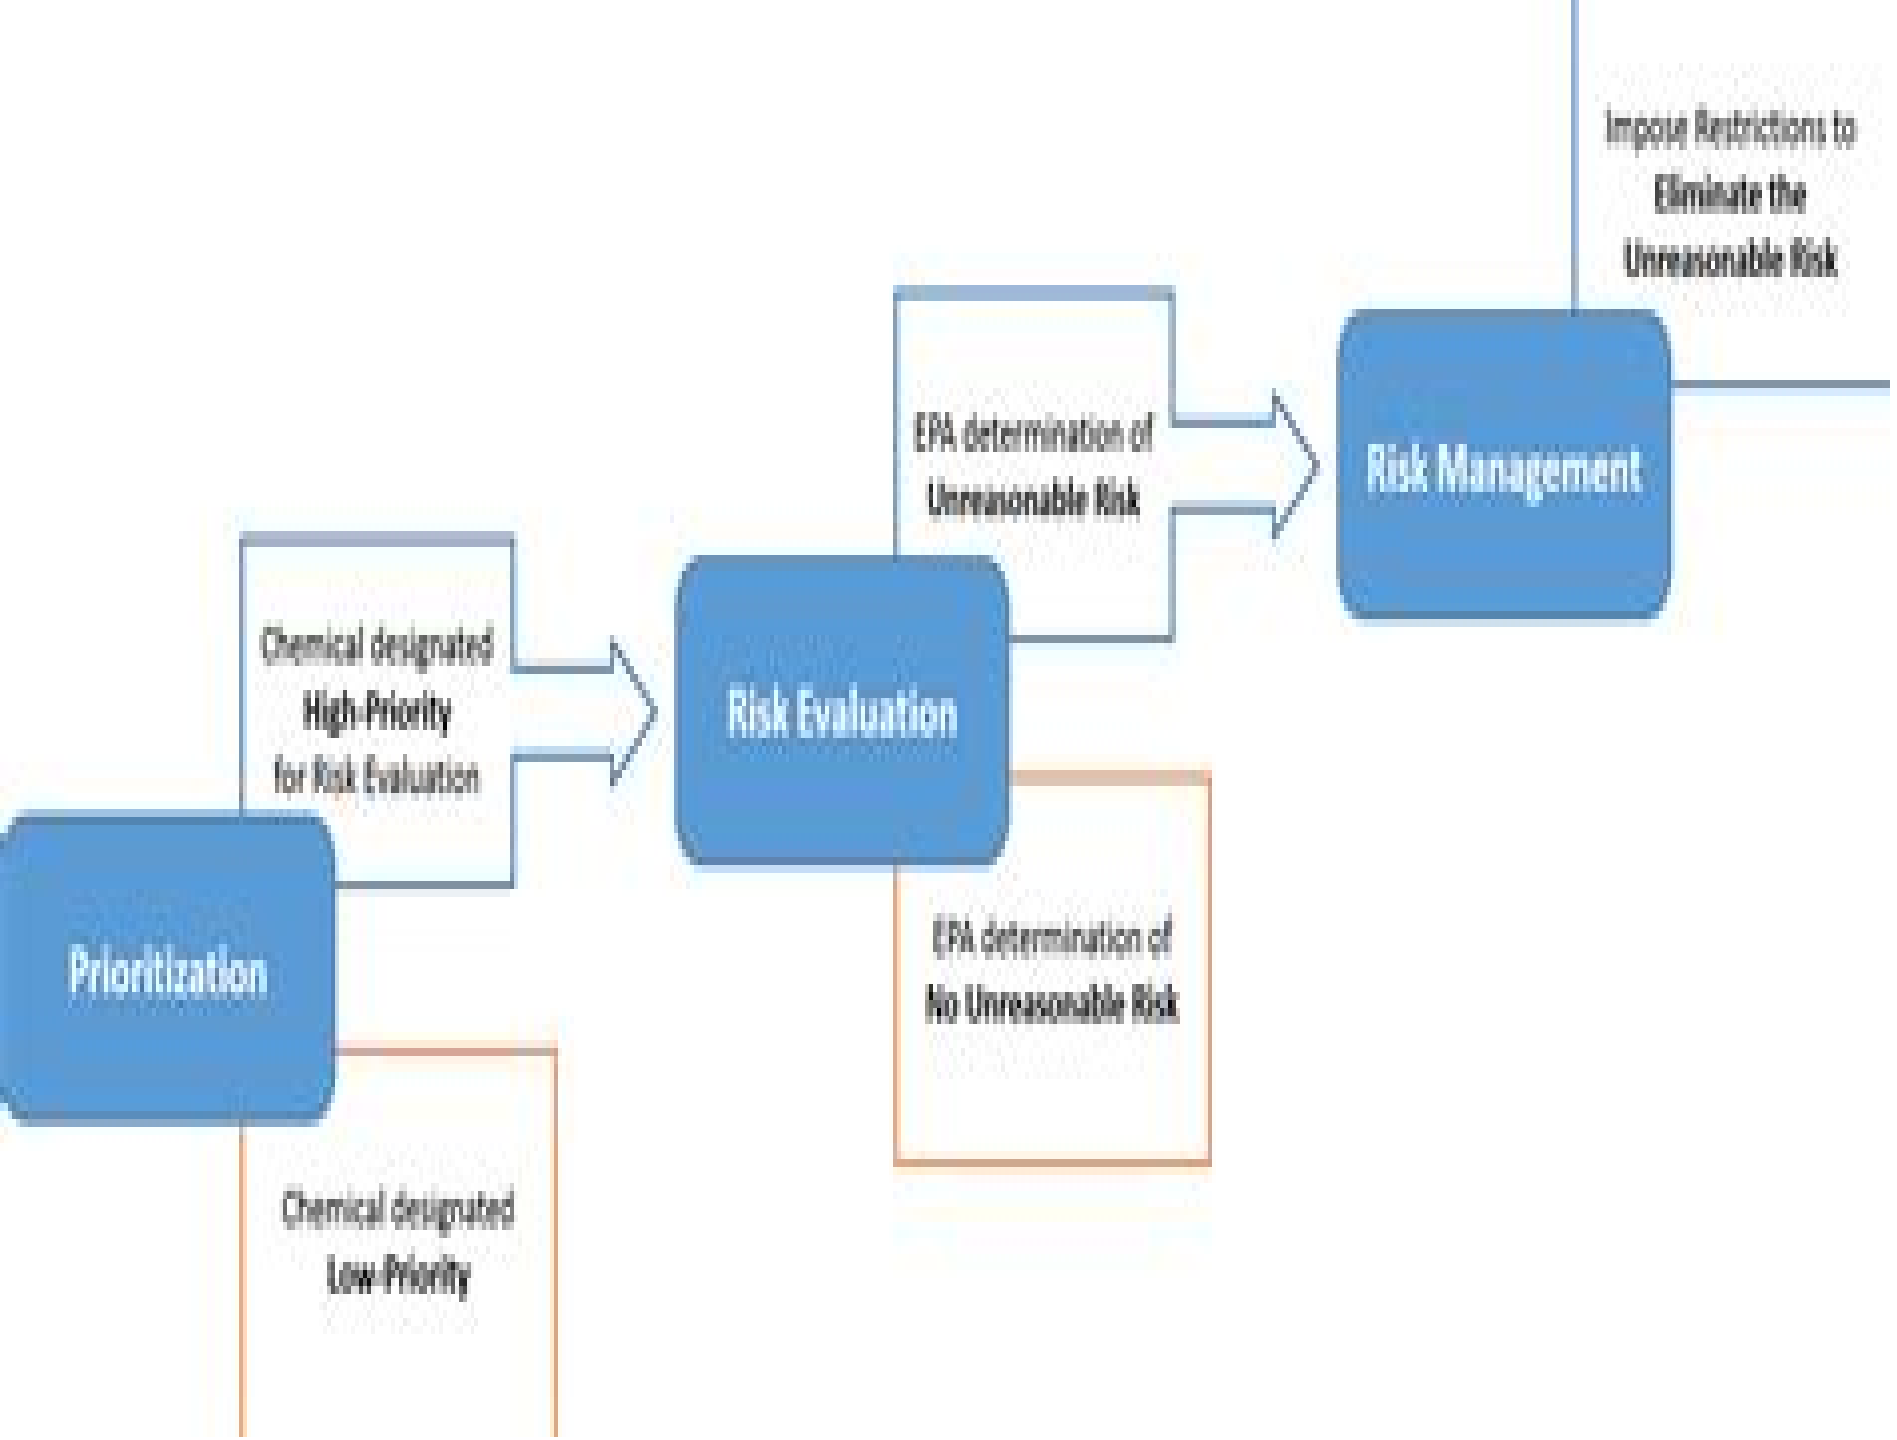 Impose Restrictions to
Eliminate the
Unreasonable Risk
Risk Management
EPA determination of
Unreasonable Risk
Risk Evaluation
EPA determination of
No Unreasonable Risk
Chemical designated
High-Priority
for Risk Evaluation
Prioritization
Chemical designated
Low-Priority